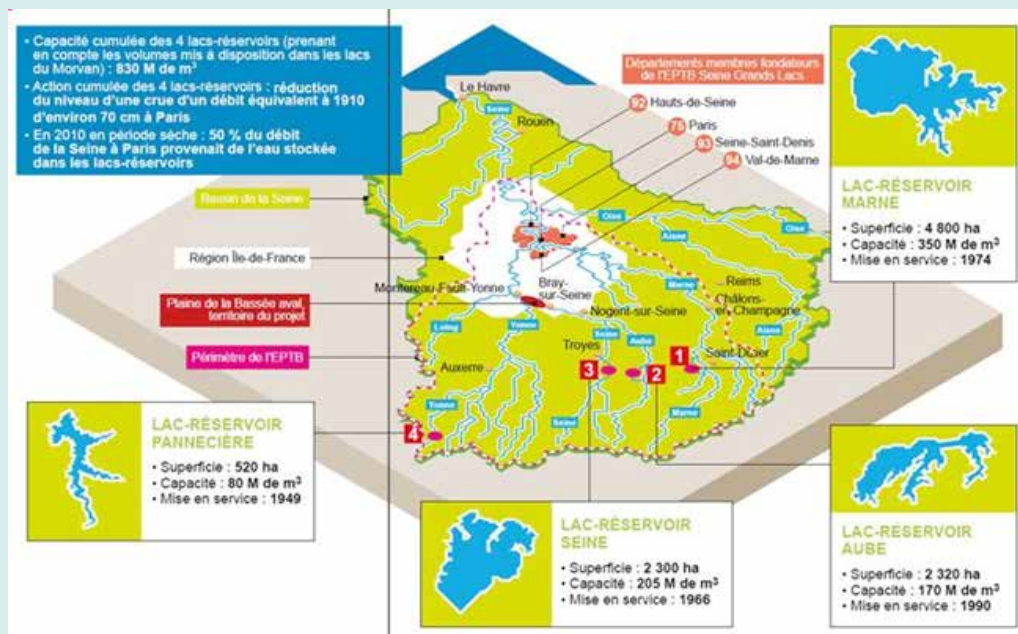 • Capacité cumulée des 4 lacs-réservoirs (prenant
en compte les volumes mis à disposition dans les lacs
du Morvan) : 830 M de m³
• Action cumulée des 4 lacs-réservoirs : réduction
du niveau d'une crue d'un débit équivalent à 1910
d'environ 70 cm à Paris
• En 2010 en période sèche : 50 % du débit
de la Seine à Paris provenait de l'eau stockée
dans les lacs-réservoirs
Départements membres fondateurs
de l'EPTB Seine Grands Lacs
92 Hauts-de-Seine
75 Paris
93 Seine-Saint-Denis
94 Val-de-Marne
Le Havre
Seine
Rouen
Bassin de la Seine
Région Île-de-France
Plaine de la Bassée aval,
territoire du projet
Périmètre de l'EPTB
Oise
Oise
Aisne
Marne
Reims
Châlons-
en-Champagne
Aisne
Montereau-Fault-Yonne
Bray-
sur-Seine
Nogent-sur-Seine
Loing
Yonne
Seine
Aube
Troyes
Saint-Dizier
Auxerre
1
2
3
4
Yonne
Seine
Marne
LAC-RÉSERVOIR
MARNE
• Superficie : 4 800 ha
• Capacité : 350 M de m³
• Mise en service : 1974
LAC-RÉSERVOIR
PANNECIÈRE
• Superficie : 520 ha
• Capacité : 80 M de m³
• Mise en service : 1949
LAC-RÉSERVOIR
SEINE
• Superficie : 2 300 ha
• Capacité : 205 M de m³
• Mise en service : 1966
LAC-RÉSERVOIR
AUBE
• Superficie : 2 320 ha
• Capacité : 170 M de m³
• Mise en service : 1990